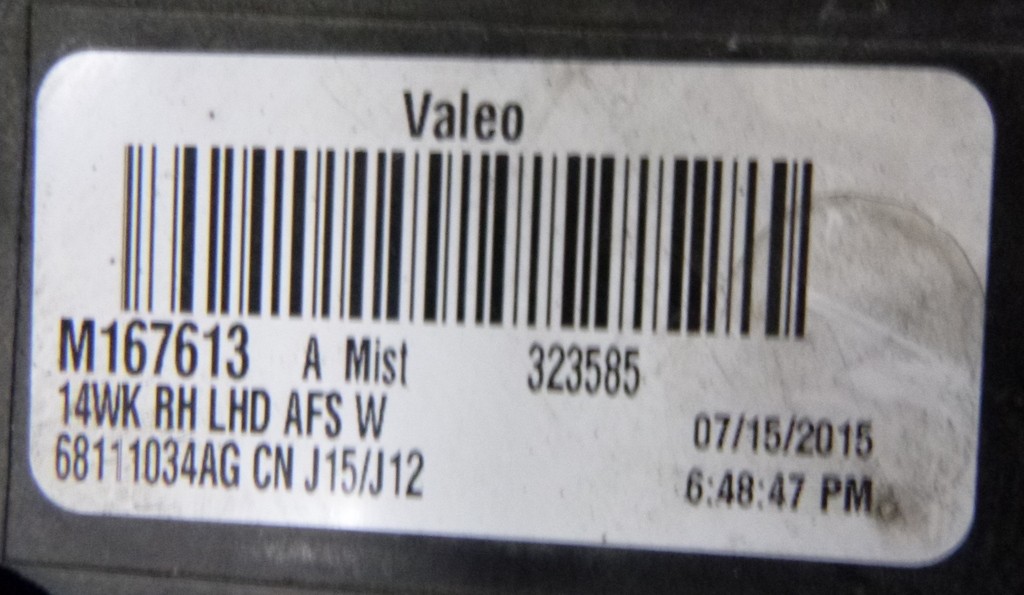 Valeo
M167613 A Mist 323585
14WK RH LHD AFS W
07/15/2015
68111034AG CN J15/J12
6:48:47 PM